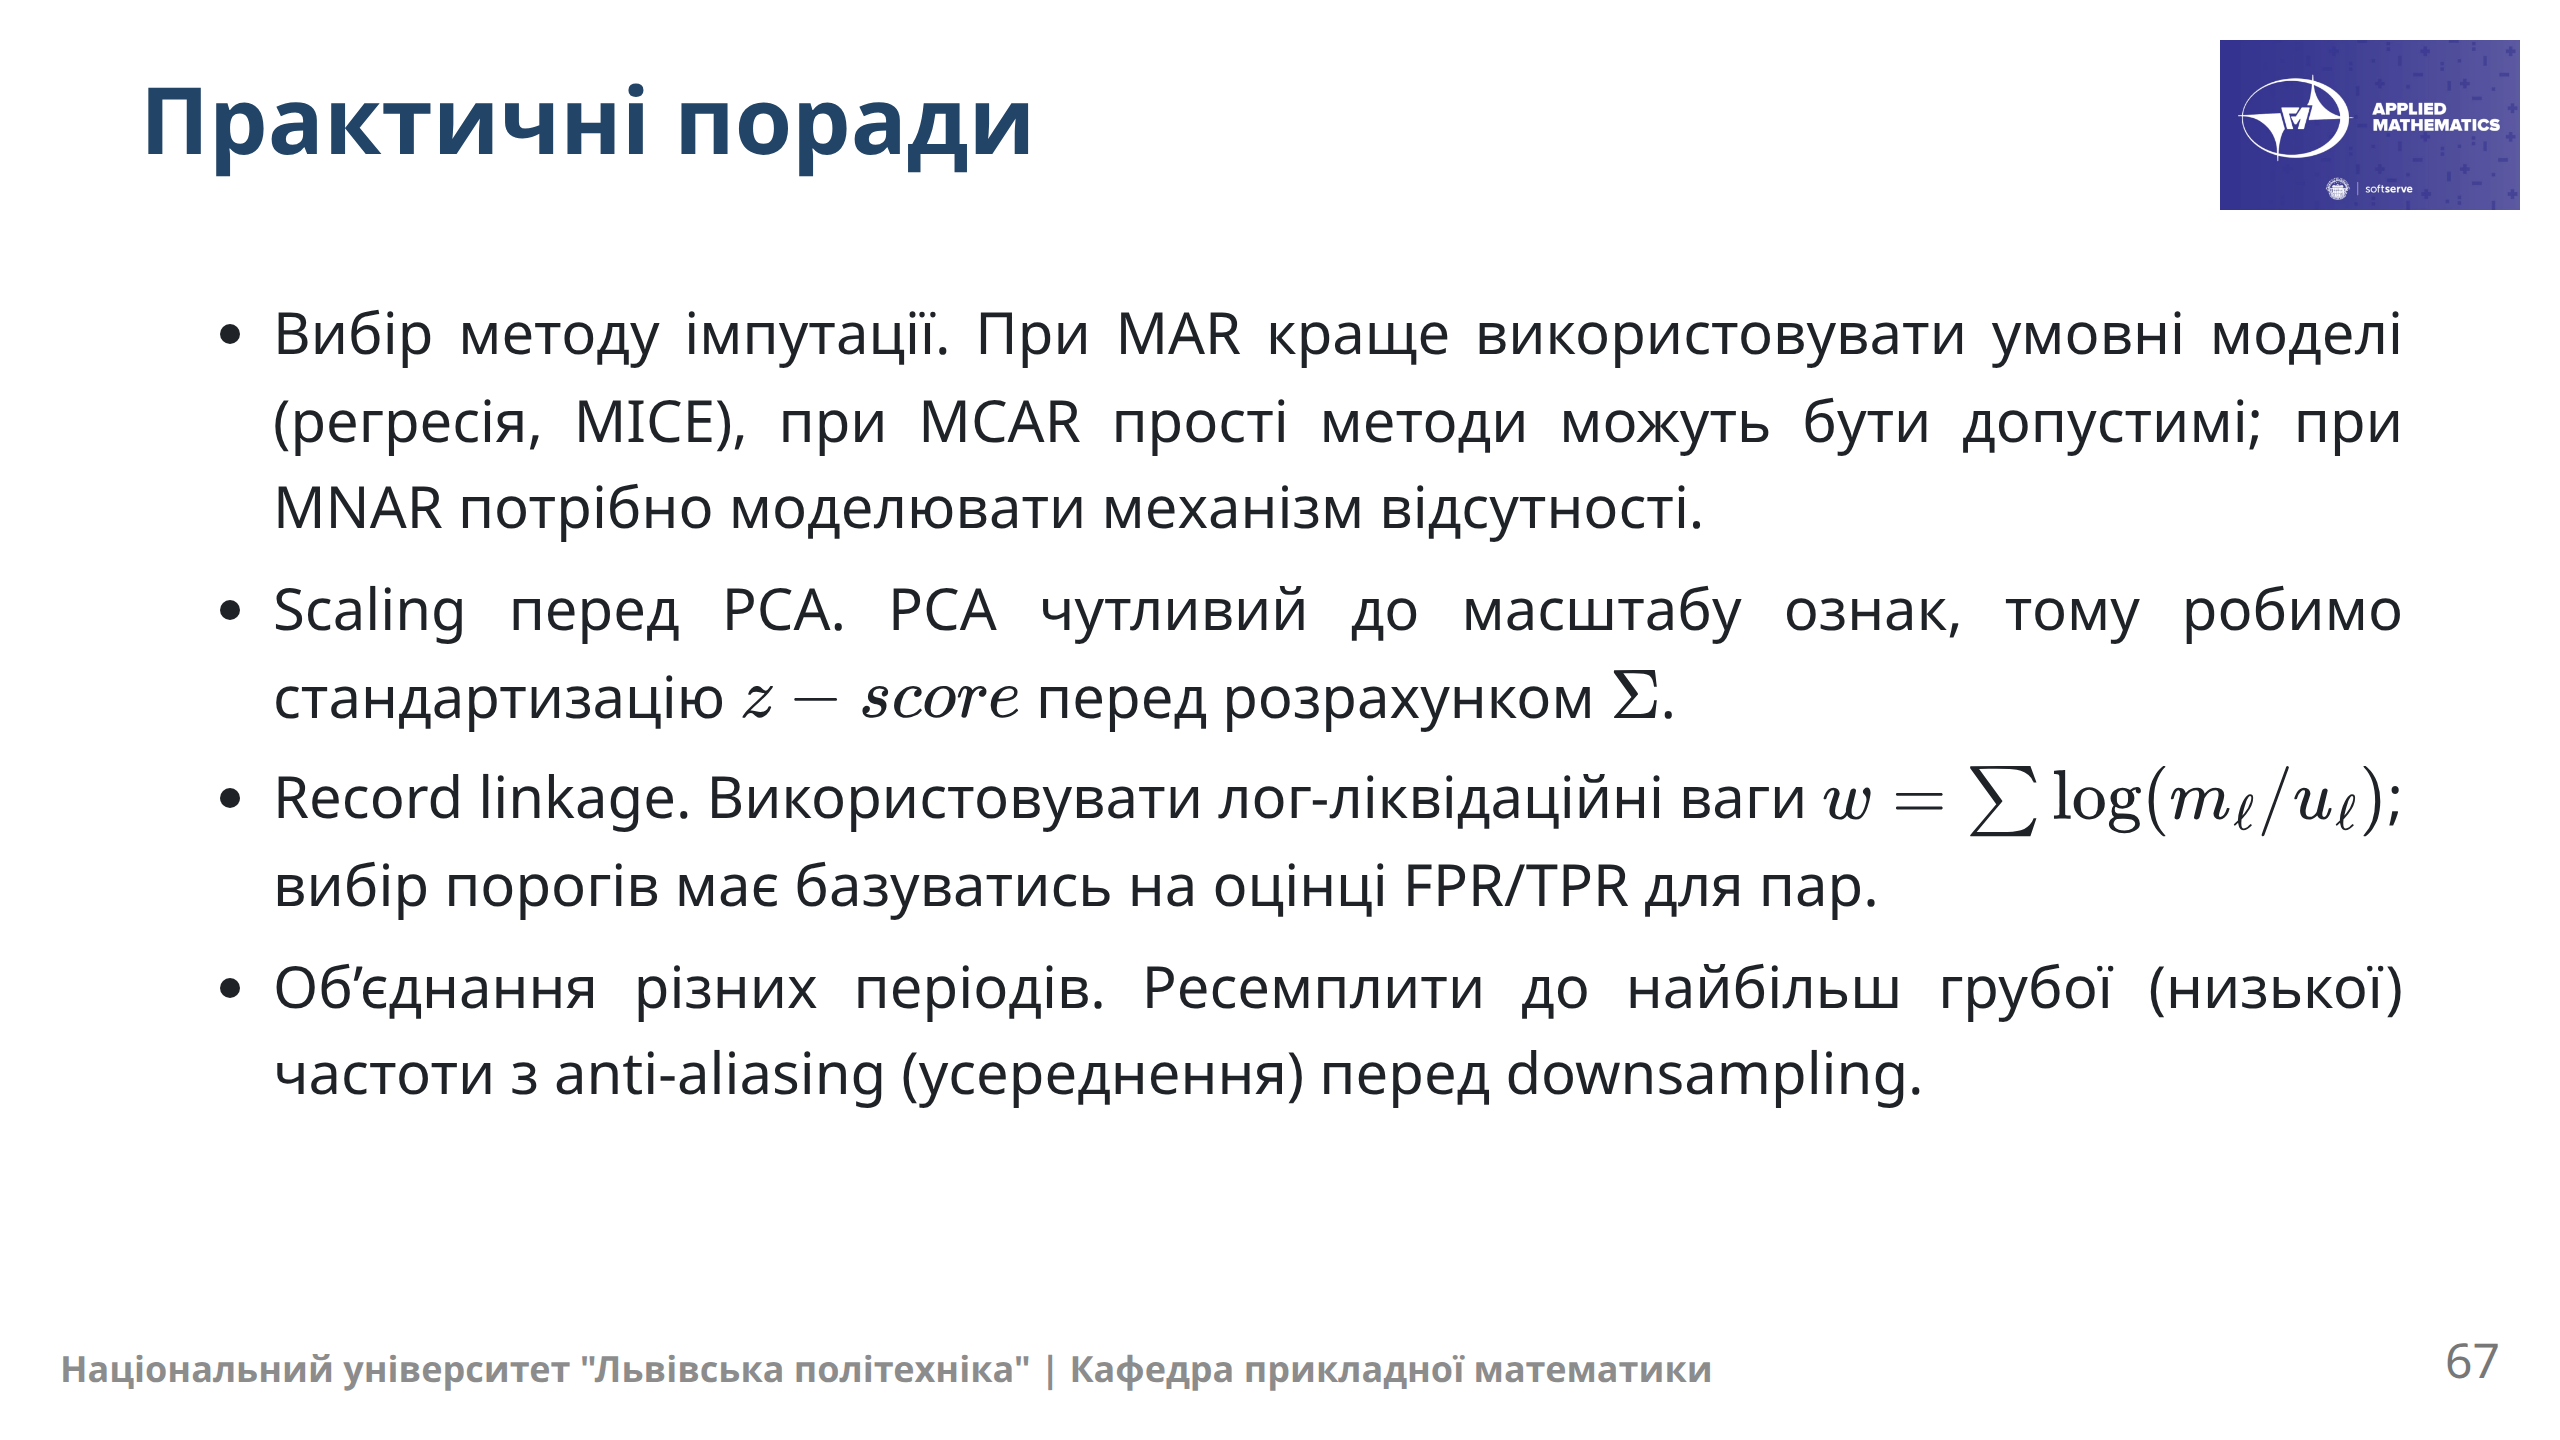 Практичні поради
APPLIED
MATHEMATICS
softserve
• Вибір методу імпутації. При MAR краще використовувати умовні моделі
(регресія, MICE), при MCAR прості методи можуть бути допустимі; при
MNAR потрібно моделювати механізм відсутності.
• Scaling перед PCA. PCA чутливий до масштабу ознак, тому робимо
стандартизацію z − score перед розрахунком Σ.
• Record linkage. Використовувати лог-ліквідаційні ваги w = ∑ log(m_ℓ/u_ℓ);
вибір порогів має базуватись на оцінці FPR/TPR для пар.
• Об’єднання різних періодів. Ресемплити до найбільш грубої (низької)
частоти з anti-aliasing (усереднення) перед downsampling.
Національний університет "Львівська політехніка" | Кафедра прикладної математики
67